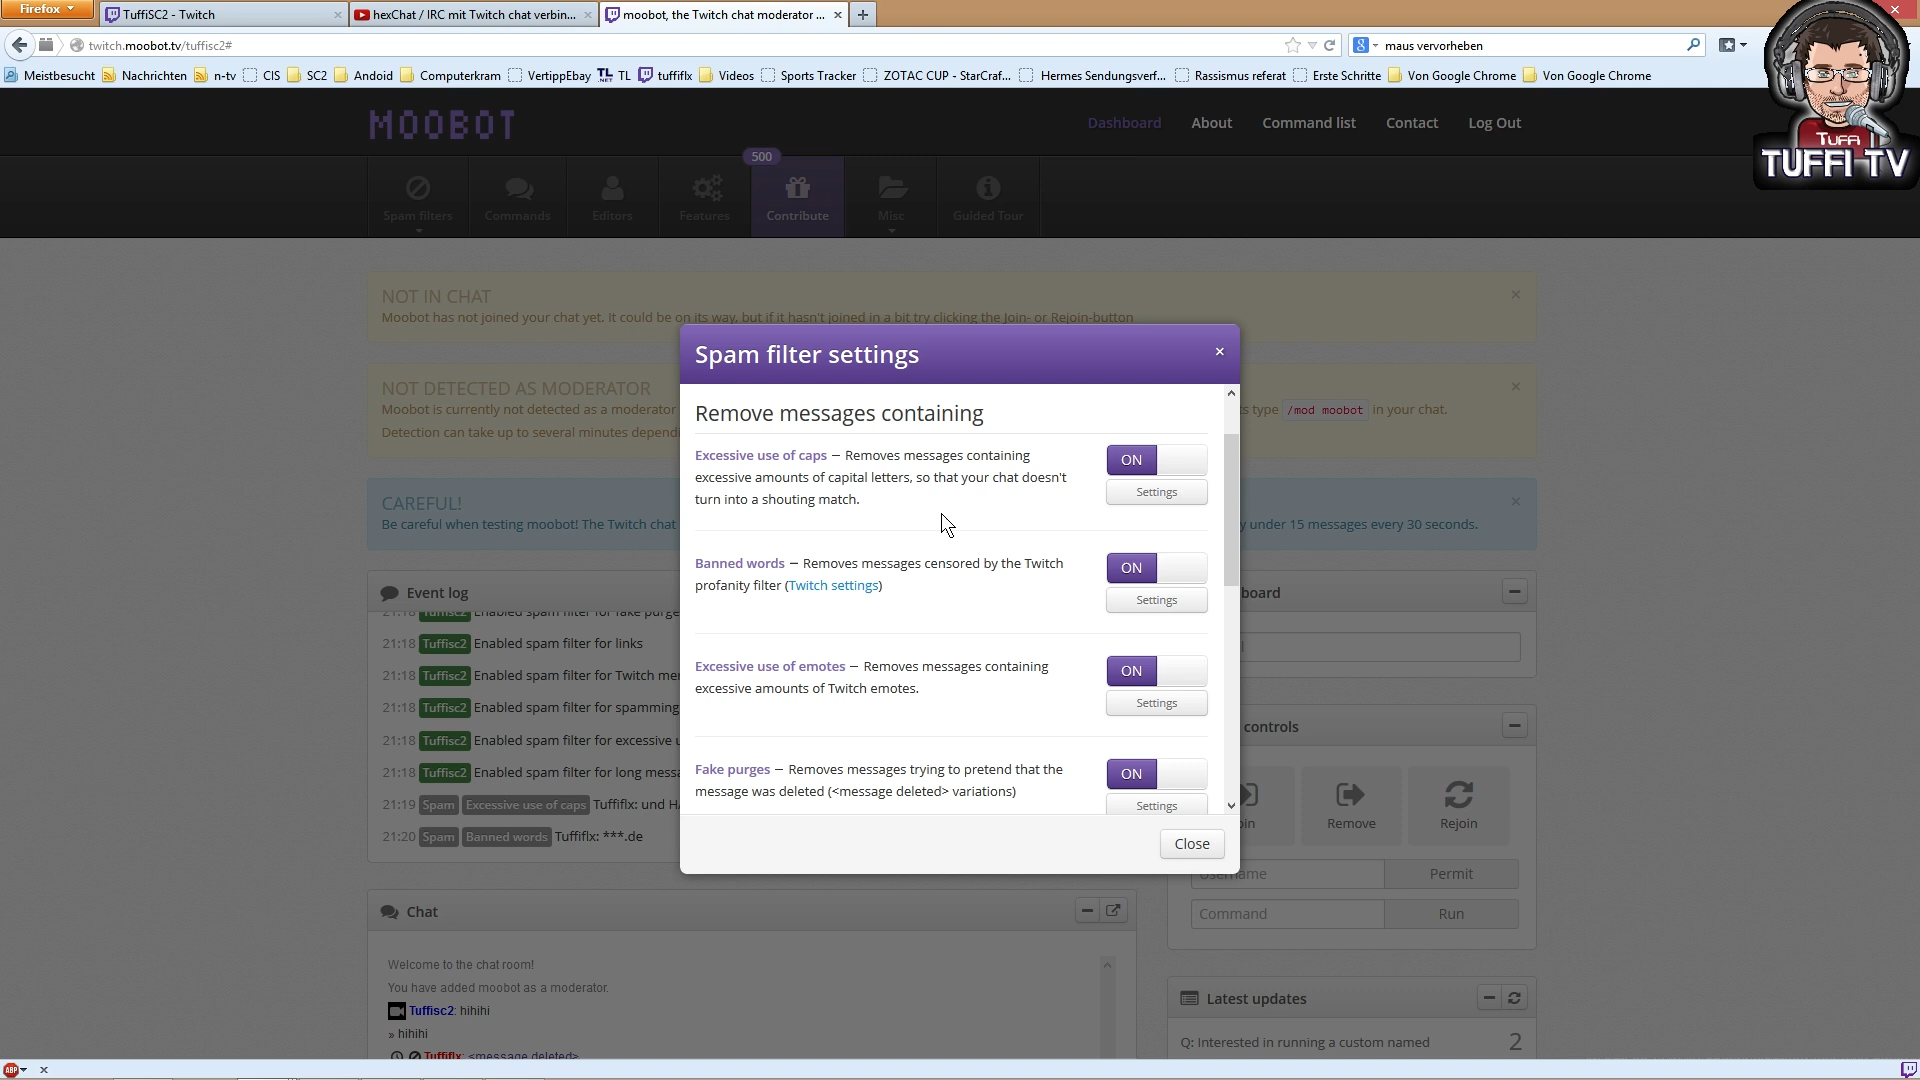 Firefox
TuffiSC2 - Twitch
hexChat / IRC mit Twitch chat verbin...
moobot, the Twitch chat moderator ...
twitch.moobot.tv/tuffisc2#
maus vervorheben
Meistbesucht
Nachrichten
n-tv
CIS
SC2
Andoid
Computerkram
VertippEbay
TL
tuffiflx
Videos
Sports Tracker
ZOTAC CUP - StarCraf...
Hermes Sendungsverf...
Rassismus referat
Erste Schritte
Von Google Chrome
Von Google Chrome
TUFFI
TUFFI TV
MOOBOT
Dashboard
About
Command list
Contact
Log Out
500
Spam filters
Commands
Editors
Features
Contribute
Misc
Guided Tour
NOT IN CHAT
Moobot has not joined your chat yet. It could be on its way, but if it hasn't joined in a bit try clicking the Join- or Rejoin-button
NOT DETECTED AS MODERATOR
Moobot is currently not detected as a moderator
type /mod moobot in your chat.
Detection can take up to several minutes
CAREFUL!
Be careful when testing moobot! The Twitch chat
under 15 messages every 30 seconds.
Spam filter settings
Remove messages containing
Excessive use of caps – Removes messages containing
excessive amounts of capital letters, so that your chat doesn't
turn into a shouting match.
ON
Settings
Banned words – Removes messages censored by the Twitch
profanity filter (Twitch settings)
ON
Settings
Excessive use of emotes – Removes messages containing
excessive amounts of Twitch emotes.
ON
Settings
Fake purges – Removes messages trying to pretend that the
message was deleted (<message deleted> variations)
ON
Settings
Close
Event log
21:18 Tuffisc2 Enabled spam filter for fake purge
21:18 Tuffisc2 Enabled spam filter for links
21:18 Tuffisc2 Enabled spam filter for Twitch
21:18 Tuffisc2 Enabled spam filter for spamming
21:18 Tuffisc2 Enabled spam filter for excessive
21:18 Tuffisc2 Enabled spam filter for long
21:19 Spam Excessive use of caps Tuffiflx: und
21:20 Spam Banned words Tuffiflx: ***.de
board
controls
Remove
Rejoin
Username
Permit
Command
Run
Chat
Welcome to the chat room!
You have added moobot as a moderator.
Tuffisc2: hihihi
» hihihi
Tuffiflx: <message deleted>
Latest updates
Q: Interested in running a custom named
2
ABP